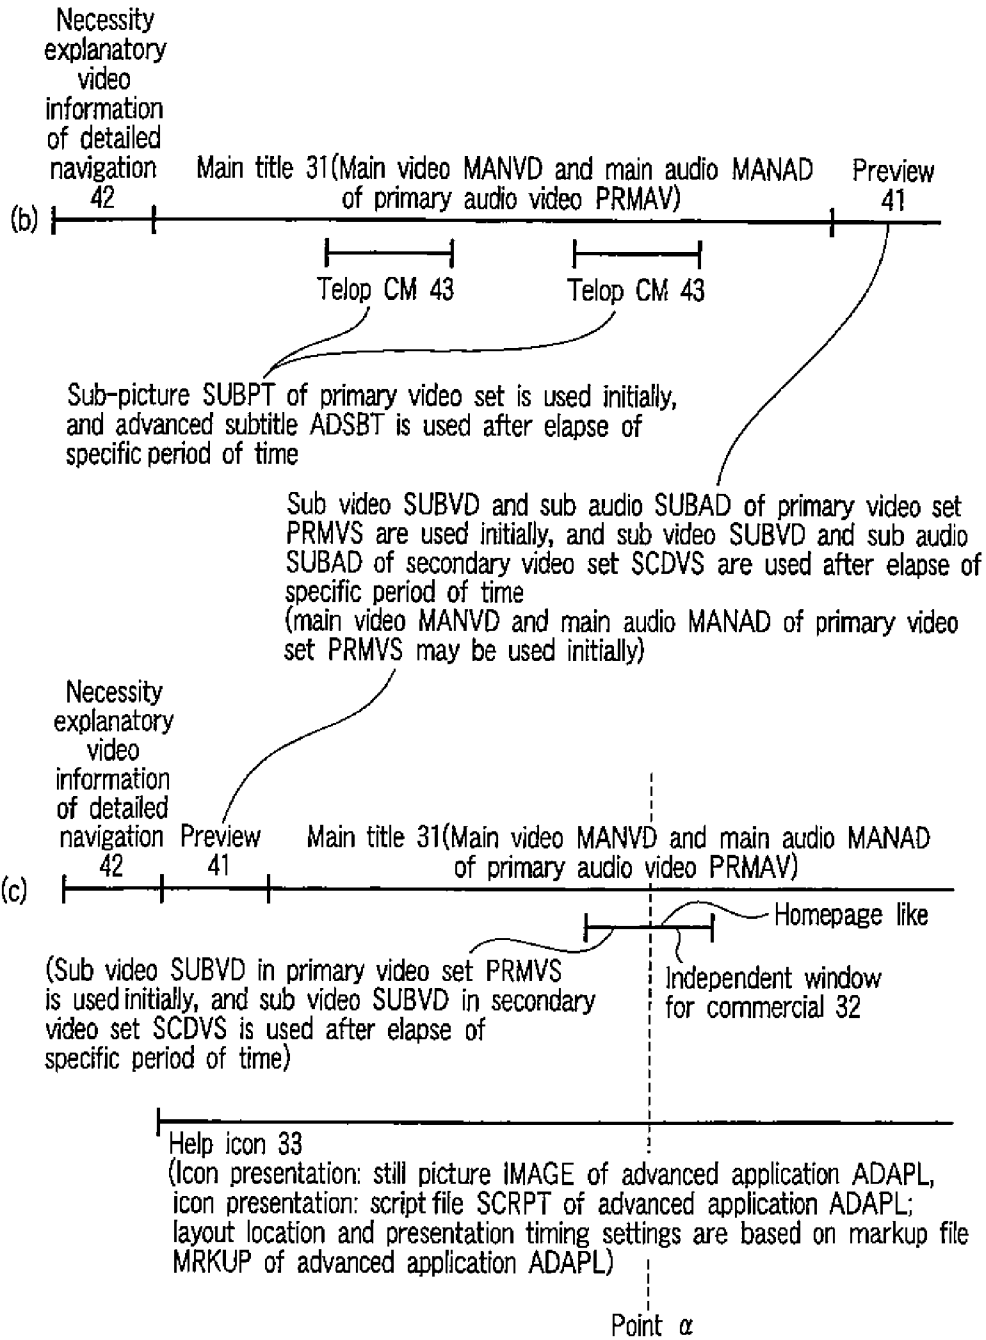 Necessity
explanatory
video
information
of detailed
navigation
42
Main title 31(Main video MANVD and main audio MANAD
of primary audio video PRMAV)
Preview
41
(b)
Telop CM 43
Telop CM 43
Sub-picture SUBPT of primary video set is used initially,
and advanced subtitle ADSBT is used after elapse of
specific period of time
Sub video SUBVD and sub audio SUBAD of primary video set
PRMVS are used initially, and sub video SUBVD and sub audio
SUBAD of secondary video set SCDVS are used after elapse of
specific period of time
(main video MANVD and main audio MANAD of primary video
set PRMVS may be used initially)
Necessity
explanatory
video
information
of detailed
navigation
42
Preview
41
Main title 31(Main video MANVD and main audio MANAD
of primary audio video PRMAV)
(c)
Homepage like
Independent window
for commercial 32
(Sub video SUBVD in primary video set PRMVS
is used initially, and sub video SUBVD in secondary
video set SCDVS is used after elapse of
specific period of time)
Help icon 33
(Icon presentation: still picture IMAGE of advanced application ADAPL,
icon presentation: script file SCRPT of advanced application ADAPL;
layout location and presentation timing settings are based on markup file
MRKUP of advanced application ADAPL)
Point α